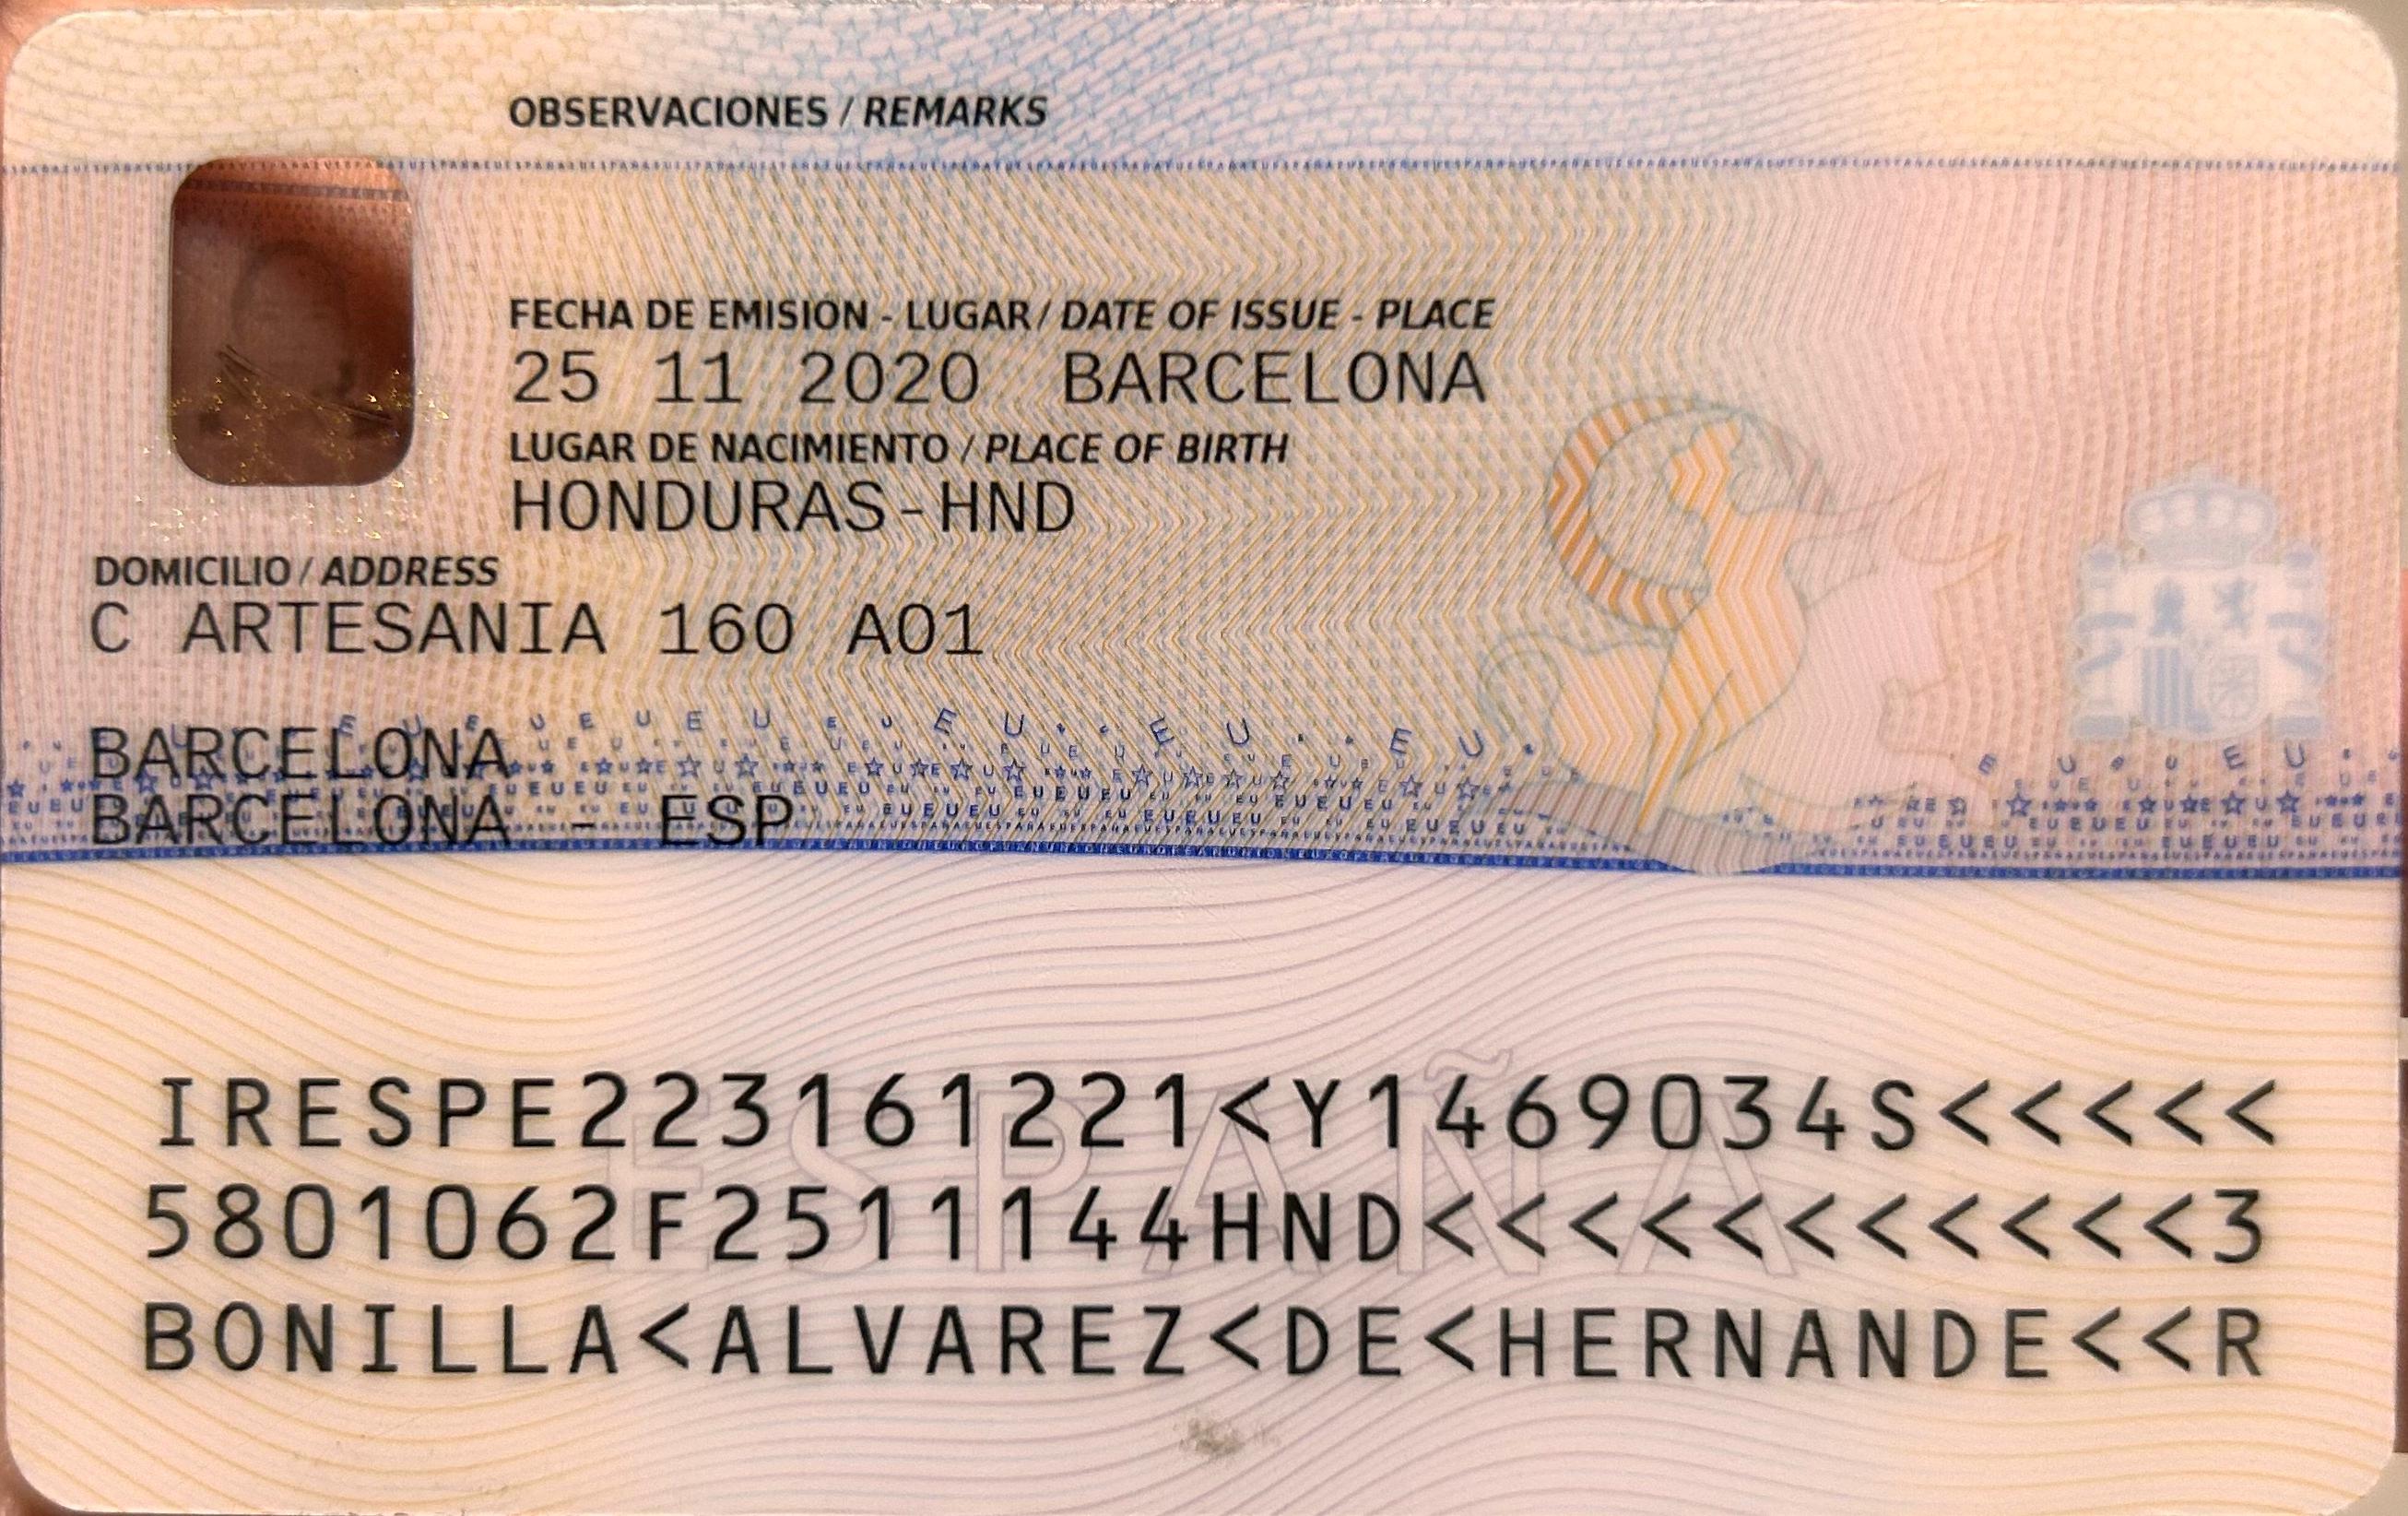 OBSERVACIONES / REMARKS
FECHA DE EMISIÓN - LUGAR / DATE OF ISSUE - PLACE
25 11 2020 BARCELONA
LUGAR DE NACIMIENTO / PLACE OF BIRTH
HONDURAS-HND
DOMICILIO / ADDRESS
C ARTESANIA 160 A01
BARCELONA
BARCELONA - ESP
ESPAÑA
IRESPE223161221<Y1469034S<<<<<
5801062F2511144HND<<<<<<<<<<<3
BONILLA<ALVAREZ<DE<HERNANDE<<R